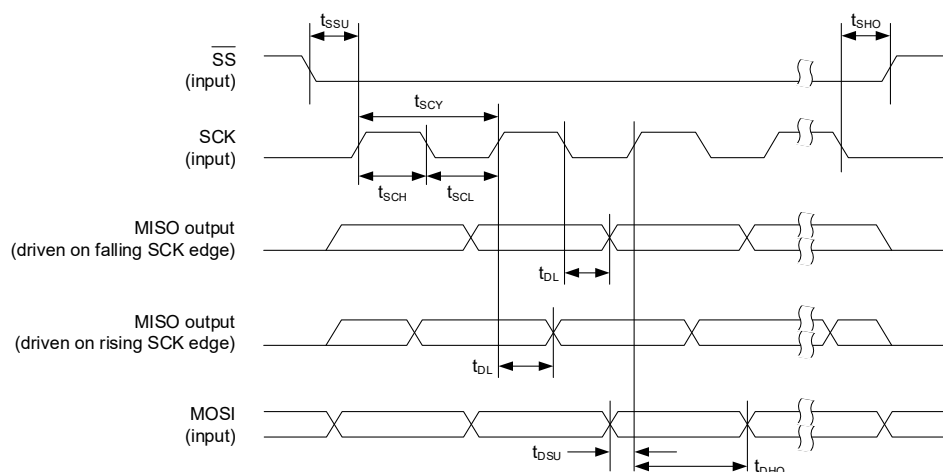 tSSU
tSHO
SS
(input)
tSCY
SCK
(input)
tSCH
tSCL
MISO output
(driven on falling SCK edge)
tDL
MISO output
(driven on rising SCK edge)
tDL
MOSI
(input)
tDSU
tDHO